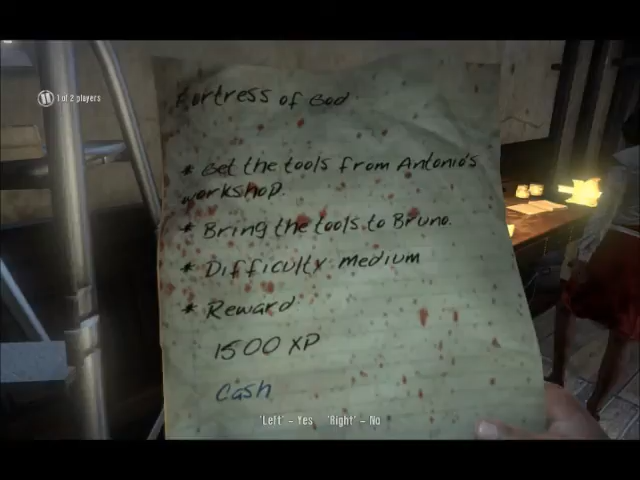 1 of 2 players
Fortress of God
* Get the tools from Antonio's
workshop.
* Bring the tools to Bruno.
* Difficulty medium
* Reward
1500 XP
Cash
'Left' - Yes 'Right' - No